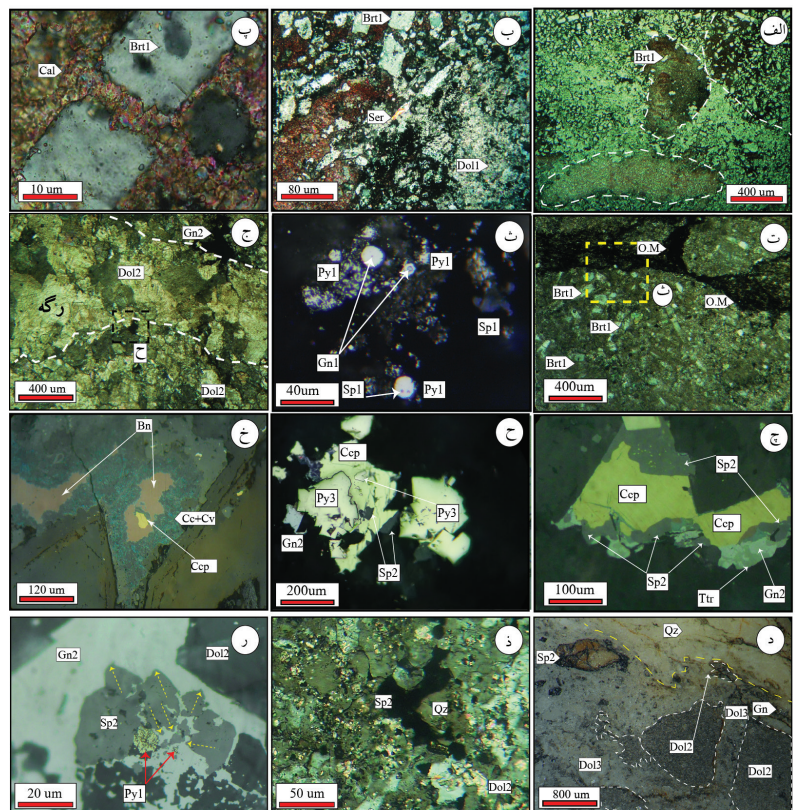 الف
Brt1
400 um
ب
Brt1
Ser
Dol1
80 um
پ
Brt1
Cal
10 um
ت
O.M
Brt1
ث
O.M
Brt1
Brt1
400um
ث
Py1
Py1
Sp1
Gn1
Sp1
Py1
40um
ج
Gn2
Dol2
رگه
ح
Dol2
400 um
چ
Sp2
Ccp
Ccp
Sp2
Ttr
Gn2
100um
ح
Ccp
Py3
Py3
Gn2
Sp2
200um
خ
Bn
Cc+Cv
Ccp
120 um
د
Qz
Sp2
Dol3
Gn
Dol2
Dol3
Dol2
800 um
ذ
Sp2
Qz
Dol2
50 um
ر
Gn2
Dol2
Sp2
Py1
20 um